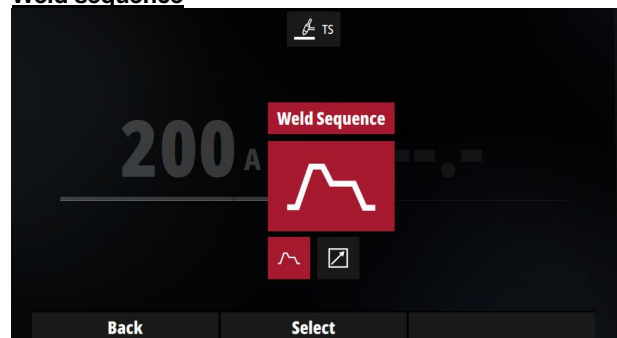 Weld sequence
TS
Weld Sequence
200 A --.-
Back Select